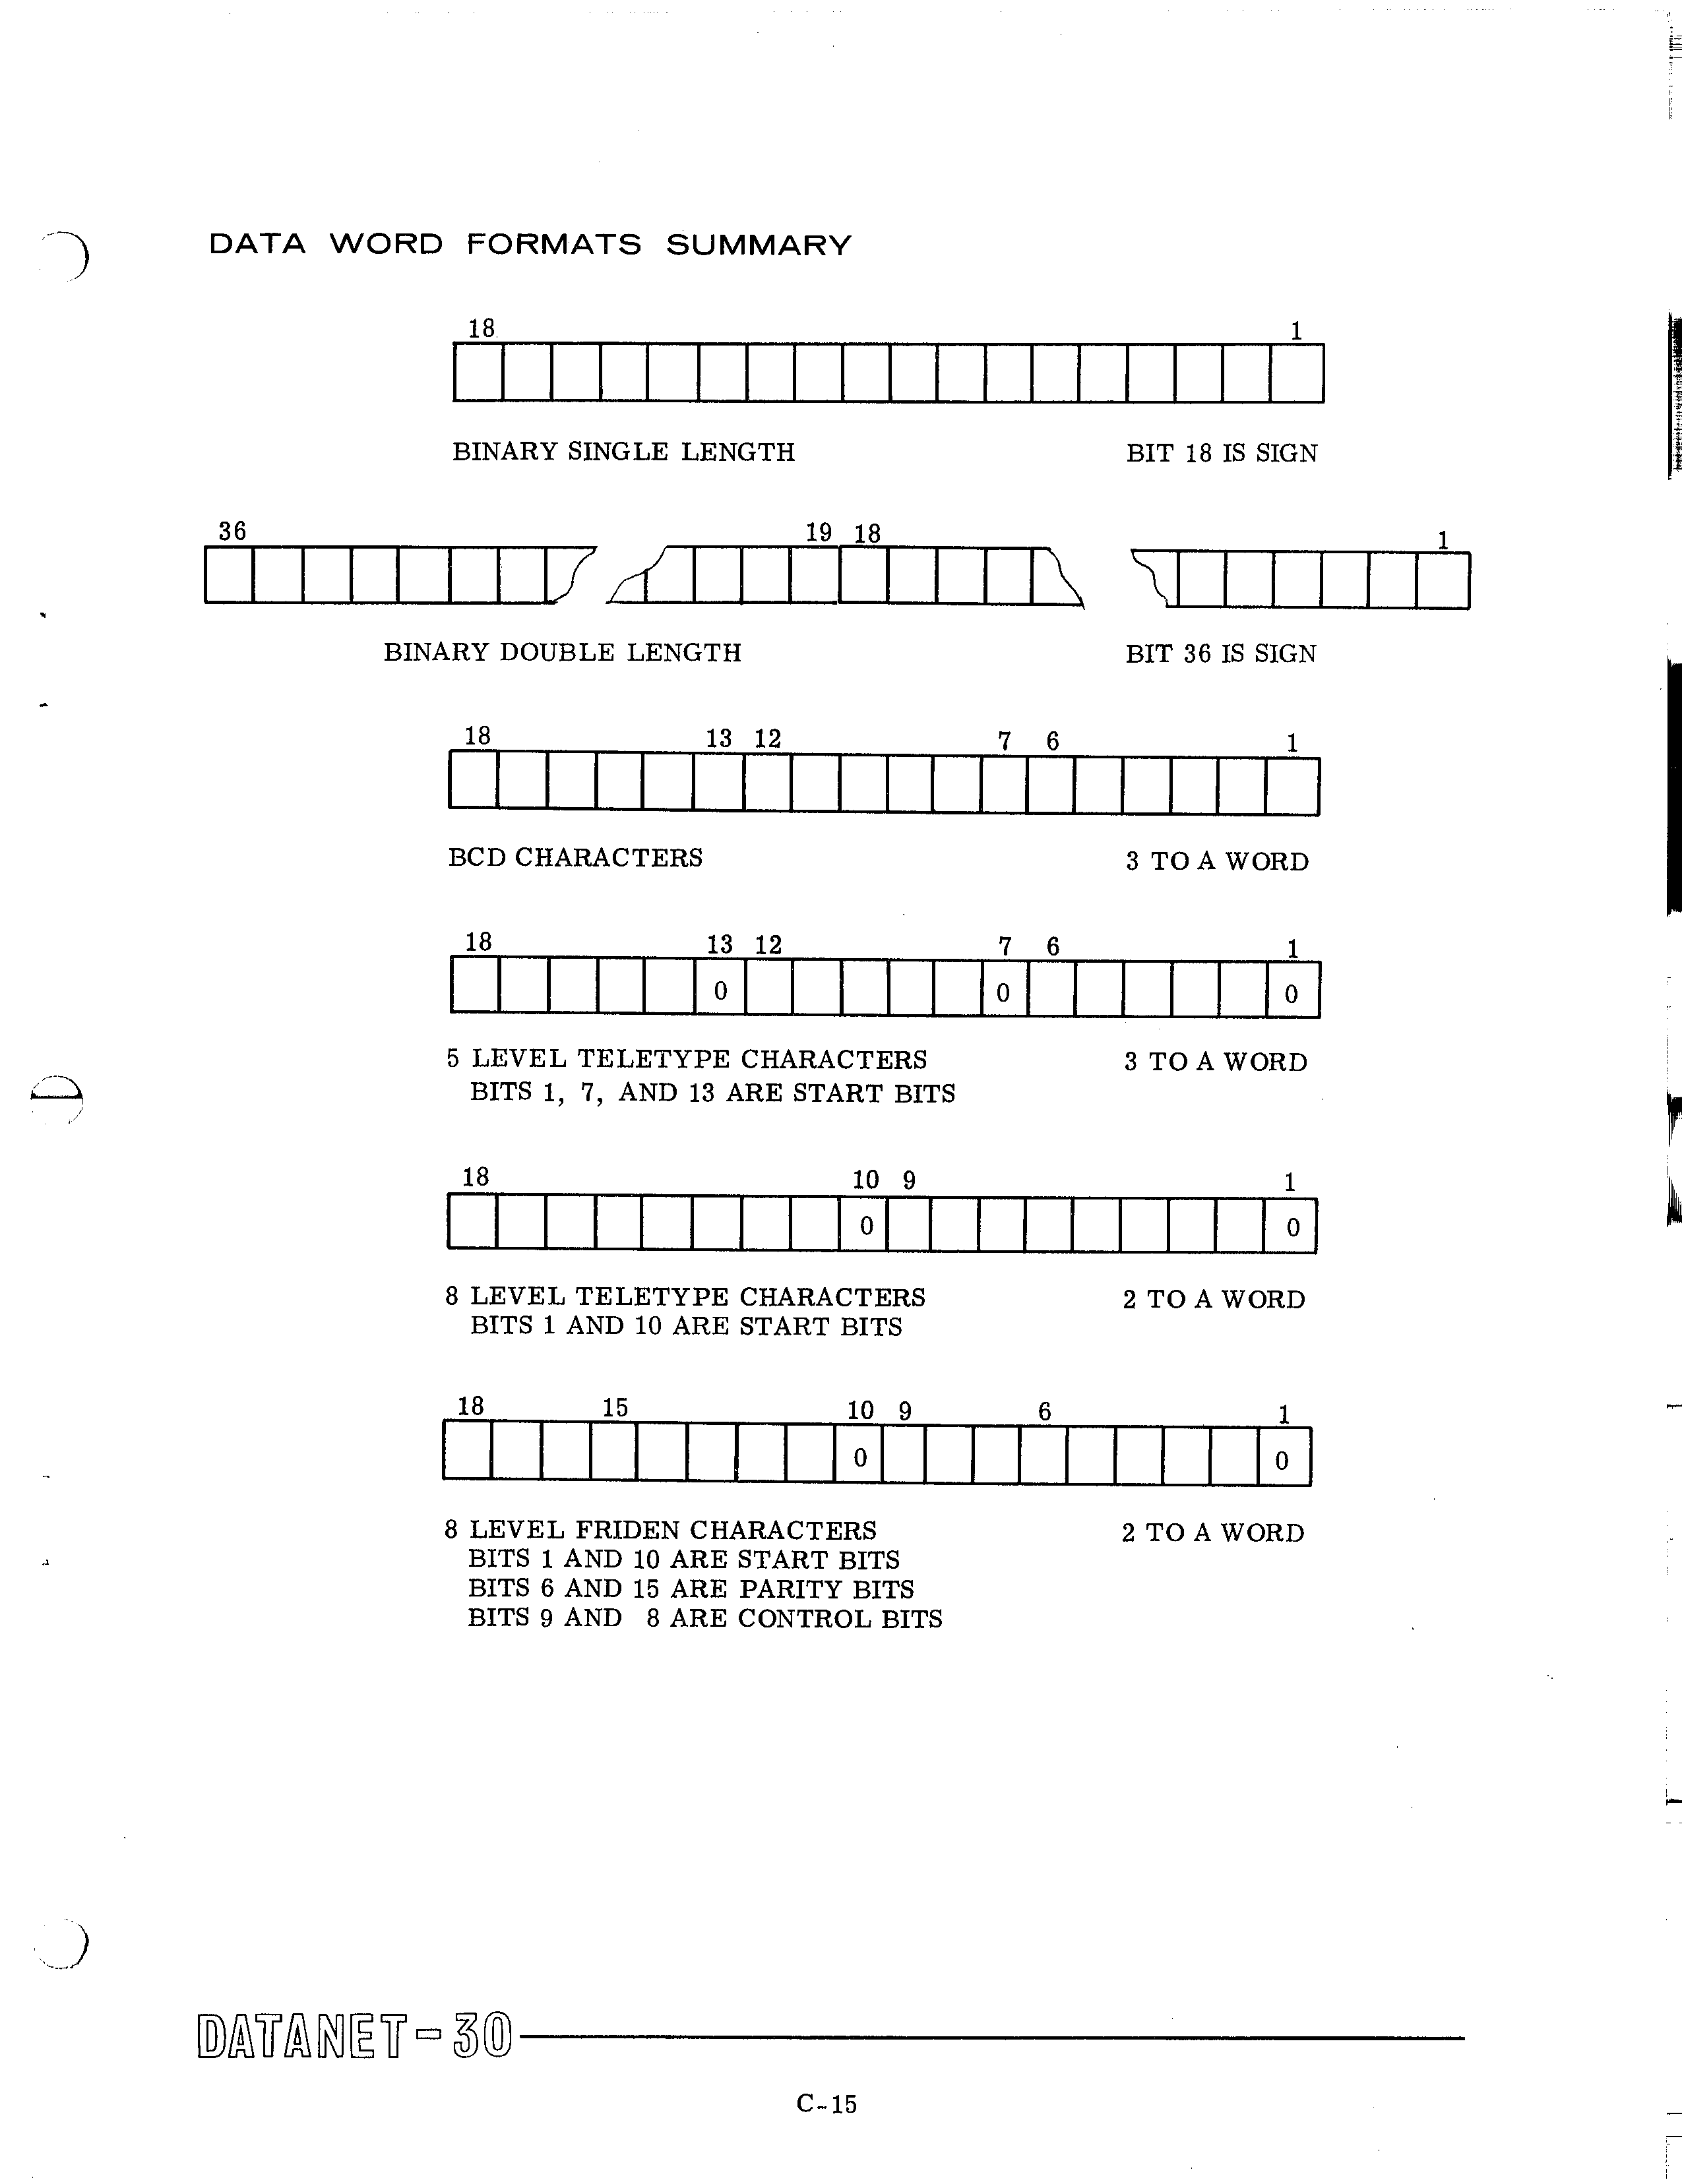 DATA WORD FORMATS SUMMARY
18 1
BINARY SINGLE LENGTH BIT 18 IS SIGN
36 19 18 1
BINARY DOUBLE LENGTH BIT 36 IS SIGN
18 13 12 7 6 1
BCD CHARACTERS 3 TO A WORD
18 13 12 7 6 1
0 0 0
5 LEVEL TELETYPE CHARACTERS 3 TO A WORD
BITS 1, 7, AND 13 ARE START BITS
18 10 9 1
0 0
8 LEVEL TELETYPE CHARACTERS 2 TO A WORD
BITS 1 AND 10 ARE START BITS
18 15 10 9 6 1
0 0
8 LEVEL FRIDEN CHARACTERS 2 TO A WORD
BITS 1 AND 10 ARE START BITS
BITS 6 AND 15 ARE PARITY BITS
BITS 9 AND 8 ARE CONTROL BITS
DATANET-30
C-15